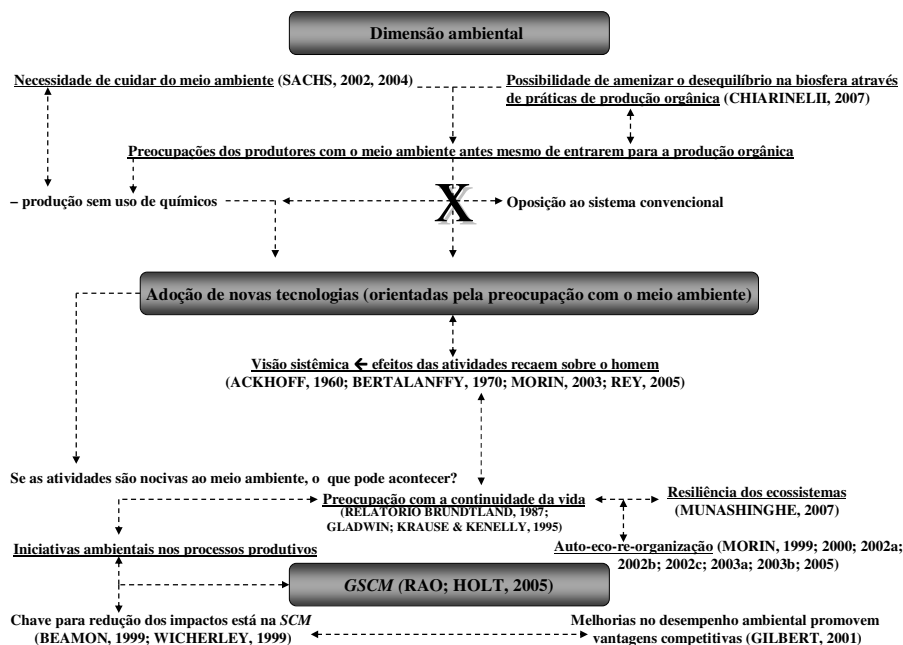 Dimensão ambiental
Necessidade de cuidar do meio ambiente (SACHS, 2002, 2004)
Possibilidade de amenizar o desequilíbrio na biosfera através
de práticas de produção orgânica (CHIARINELII, 2007)
Preocupações dos produtores com o meio ambiente antes mesmo de entrarem para a produção orgânica
– produção sem uso de químicos
X
Oposição ao sistema convencional
Adoção de novas tecnologias (orientadas pela preocupação com o meio ambiente)
Visão sistêmica ← efeitos das atividades recaem sobre o homem
(ACKHOFF, 1960; BERTALANFFY, 1970; MORIN, 2003; REY, 2005)
Se as atividades são nocivas ao meio ambiente, o que pode acontecer?
Preocupação com a continuidade da vida
(RELATÓRIO BRUNDTLAND, 1987;
GLADWIN; KRAUSE & KENELLY, 1995)
Resiliência dos ecossistemas
(MUNASHINGHE, 2007)
Iniciativas ambientais nos processos produtivos
Auto-eco-re-organização (MORIN, 1999; 2000; 2002a;
2002b; 2002c; 2003a; 2003b; 2005)
GSCM (RAO; HOLT, 2005)
Chave para redução dos impactos está na SCM
(BEAMON, 1999; WICHERLEY, 1999)
Melhorias no desempenho ambiental promovem
vantagens competitivas (GILBERT, 2001)